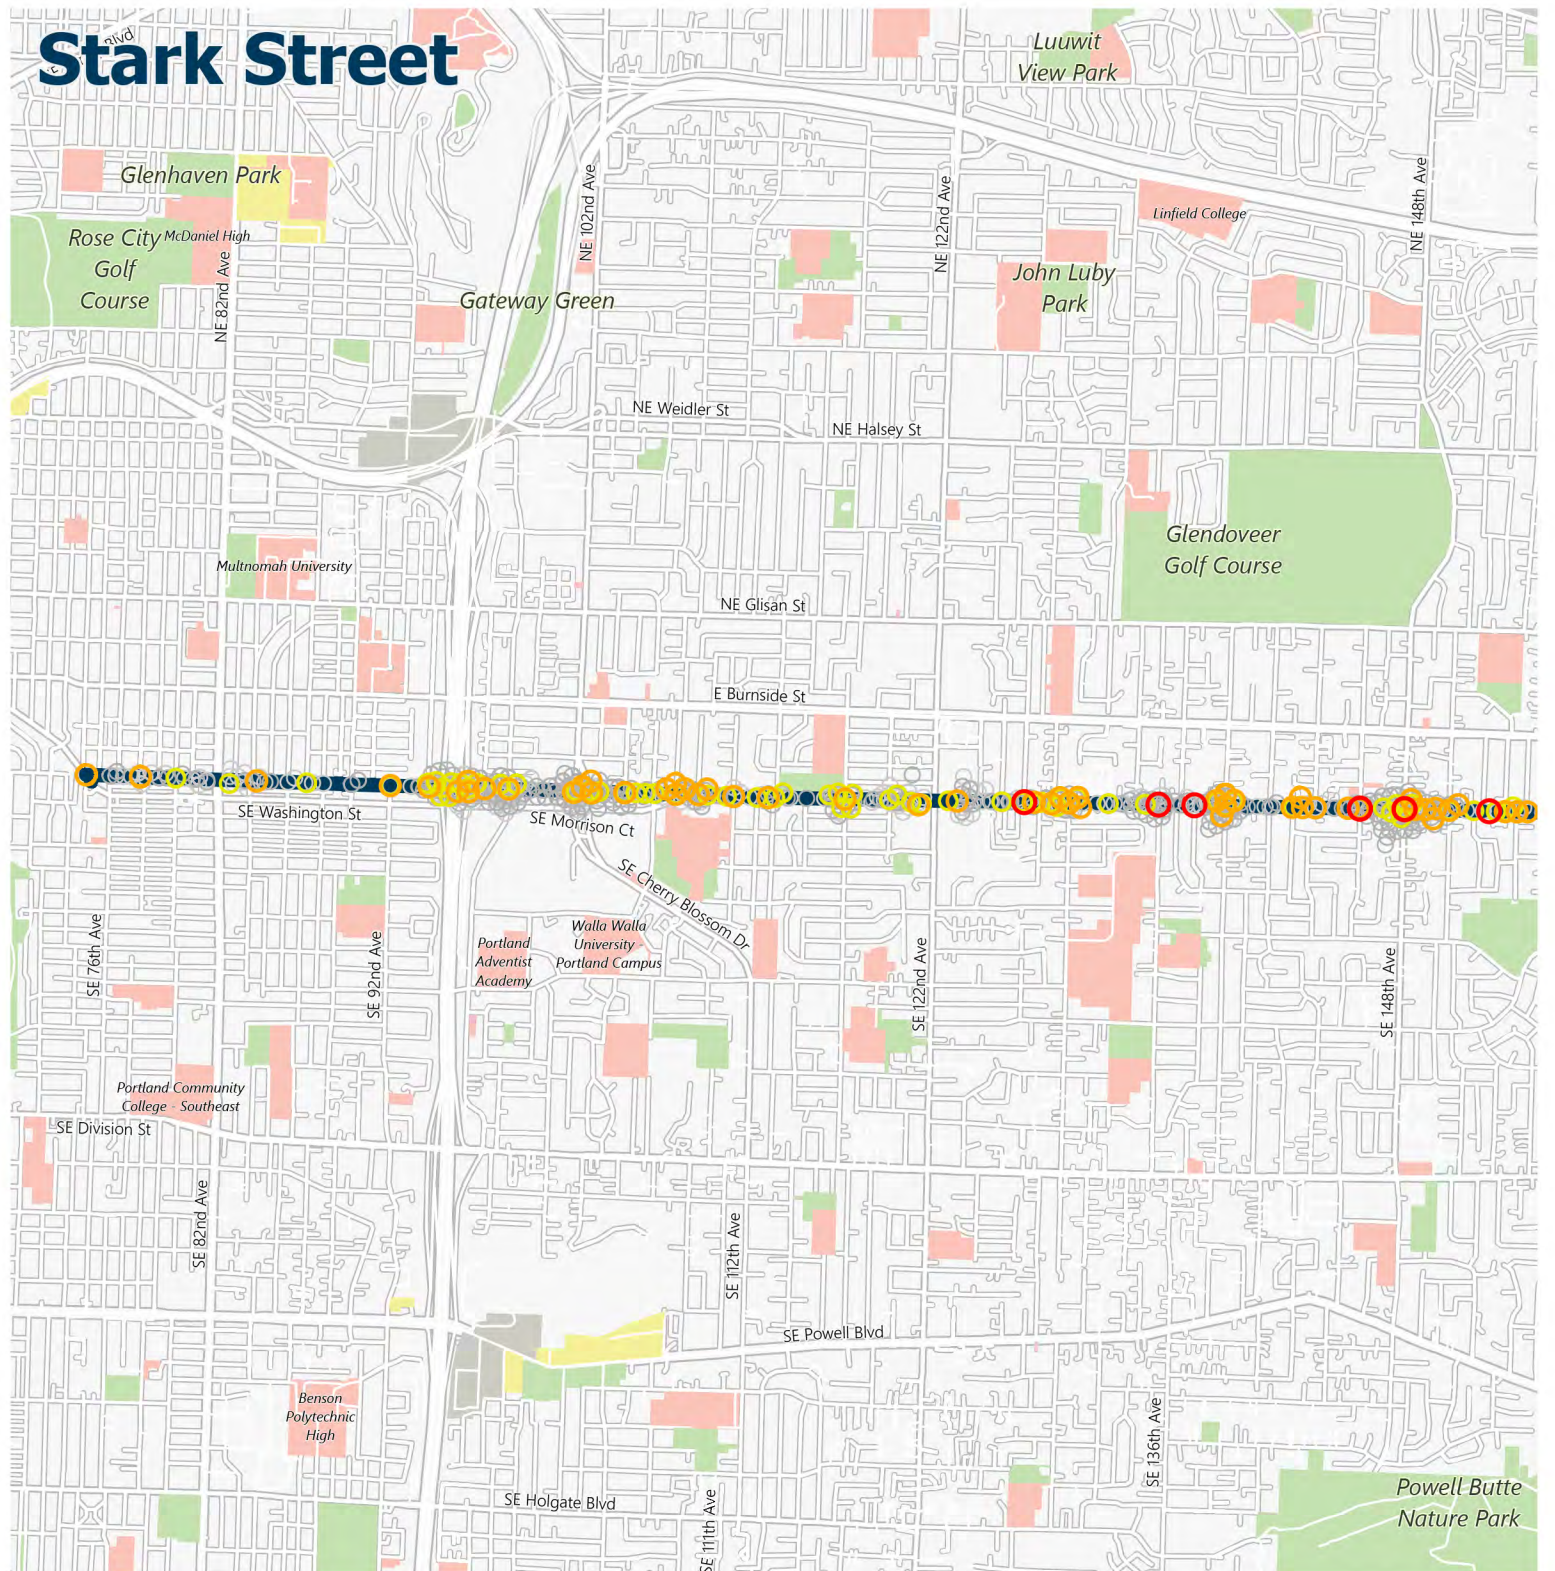 Stark Street
Blvd
Luuwit
View Park
Glenhaven Park
NE 102nd Ave
NE 122nd Ave
NE 148th Ave
Linfield College
Rose City
Golf
Course
McDaniel High
NE 82nd Ave
Gateway Green
John Luby
Park
NE Weidler St
NE Halsey St
Glendoveer
Golf Course
Multnomah University
NE Glisan St
E Burnside St
SE Washington St
SE Morrison Ct
SE Cherry Blossom Dr
SE 76th Ave
SE 92nd Ave
Portland
Adventist
Academy
Walla Walla
University -
Portland Campus
SE 122nd Ave
SE 148th Ave
Portland Community
College - Southeast
SE Division St
SE 82nd Ave
SE 112th Ave
SE Powell Blvd
Benson
Polytechnic
High
SE 136th Ave
SE Holgate Blvd
SE 111th Ave
Powell Butte
Nature Park